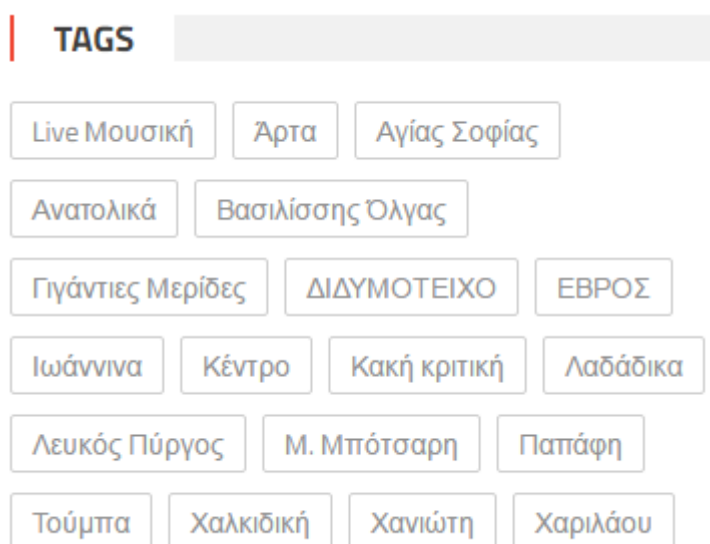 TAGS
Live Μουσική Άρτα Αγίας Σοφίας
Ανατολικά Βασιλίσσης Όλγας
Γιγάντιες Μερίδες ΔΙΔΥΜΟΤΕΙΧΟ ΕΒΡΟΣ
Ιωάννινα Κέντρο Κακή κριτική Λαδάδικα
Λευκός Πύργος Μ. Μπότσαρη Παπάφη
Τούμπα Χαλκιδική Χανιώτη Χαριλάου